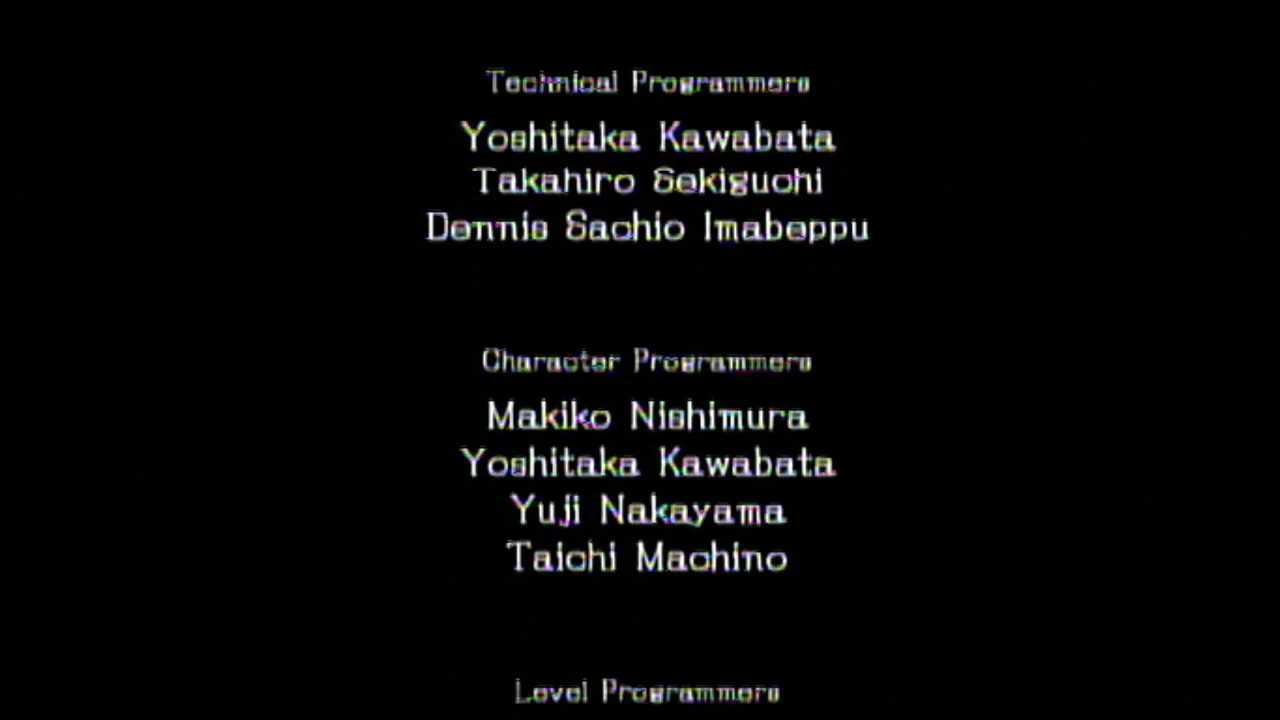 Technical Programmers
Yoshitaka Kawabata
Takahiro Sekiguchi
Dennis Sachio Imabeppu
Character Programmers
Makiko Nishimura
Yoshitaka Kawabata
Yuji Nakayama
Taichi Machino
Level Programmers